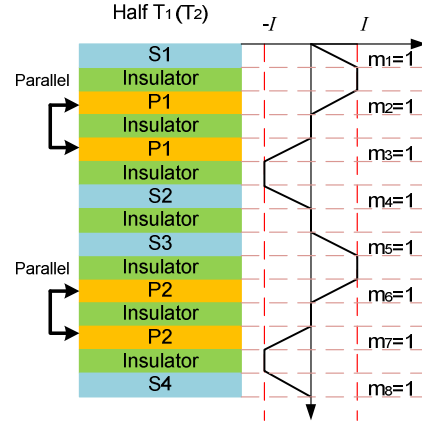 Half T1(T2)
-I
I
S1
m1=1
Parallel
Insulator
P1
m2=1
Insulator
P1
m3=1
Insulator
S2
m4=1
Insulator
S3
m5=1
Parallel
Insulator
P2
m6=1
Insulator
P2
m7=1
Insulator
S4
m8=1